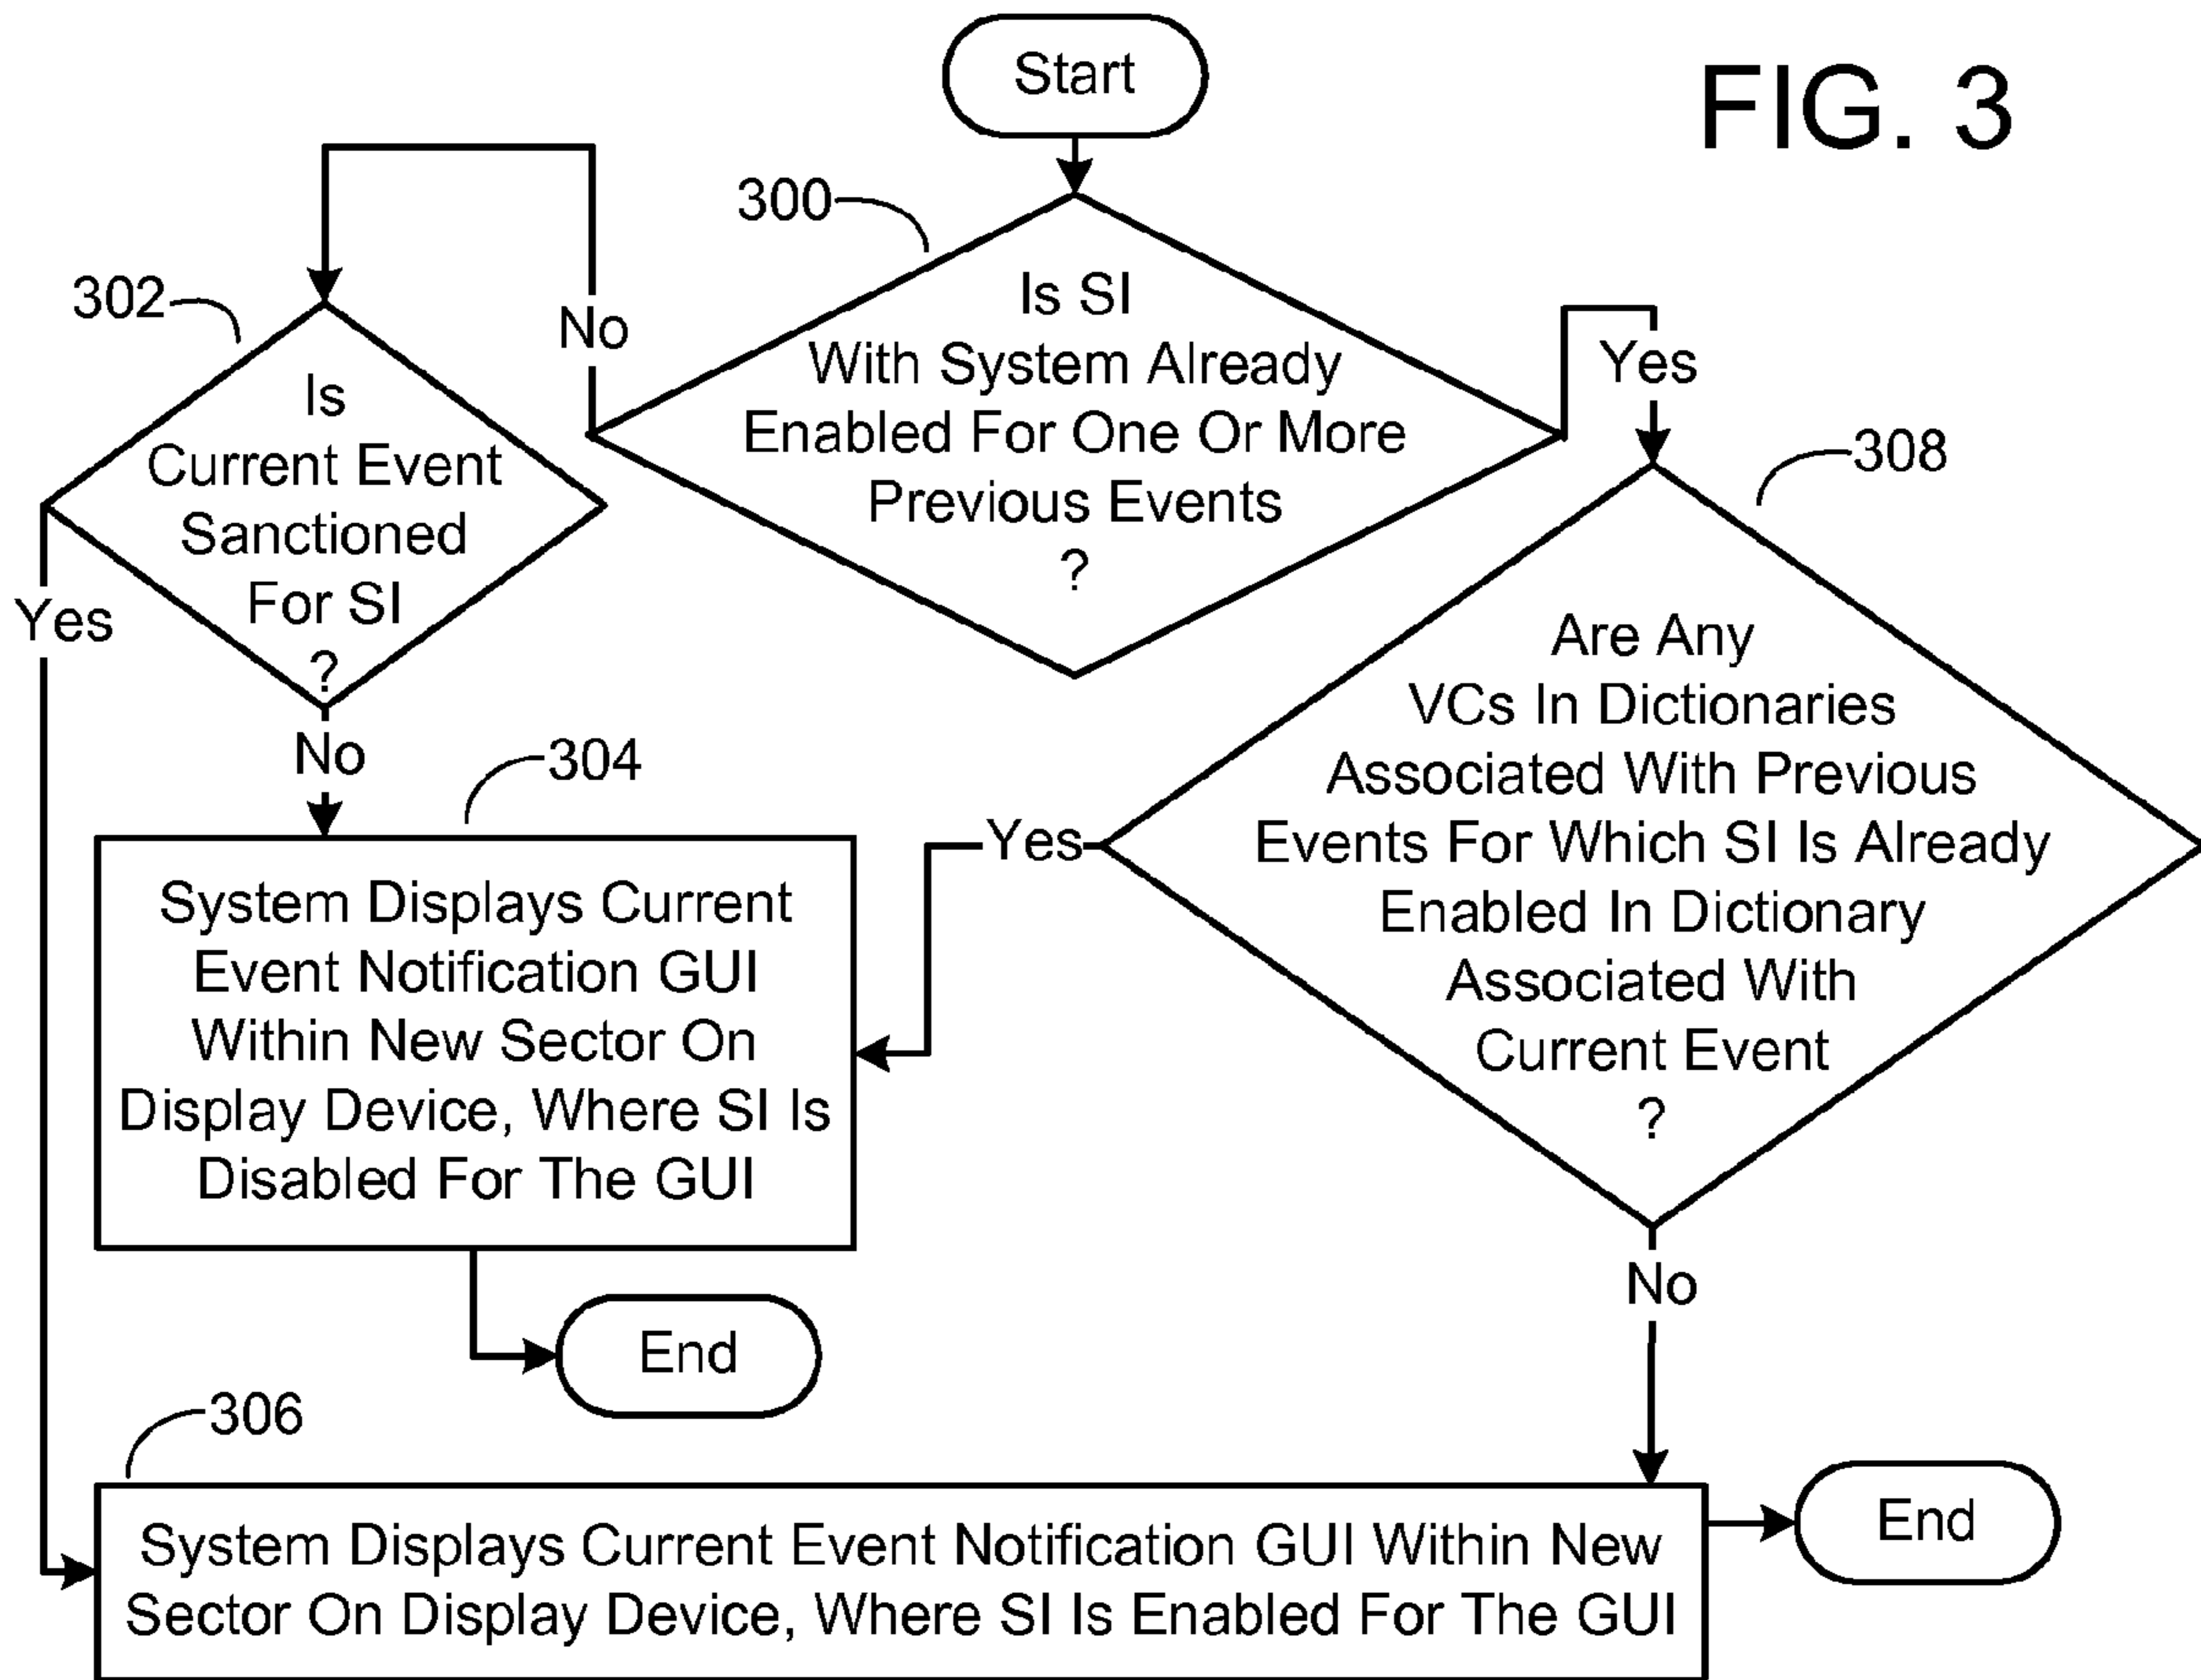 Start
FIG. 3
300
Is SI
With System Already
Enabled For One Or More
Previous Events
?
No
Yes
302
Is
Current Event
Sanctioned
For SI
?
Yes
No
308
Are Any
VCs In Dictionaries
Associated With Previous
Events For Which SI Is Already
Enabled In Dictionary
Associated With
Current Event
?
Yes
No
304
System Displays Current
Event Notification GUI
Within New Sector On
Display Device, Where SI Is
Disabled For The GUI
End
306
System Displays Current Event Notification GUI Within New
Sector On Display Device, Where SI Is Enabled For The GUI
End